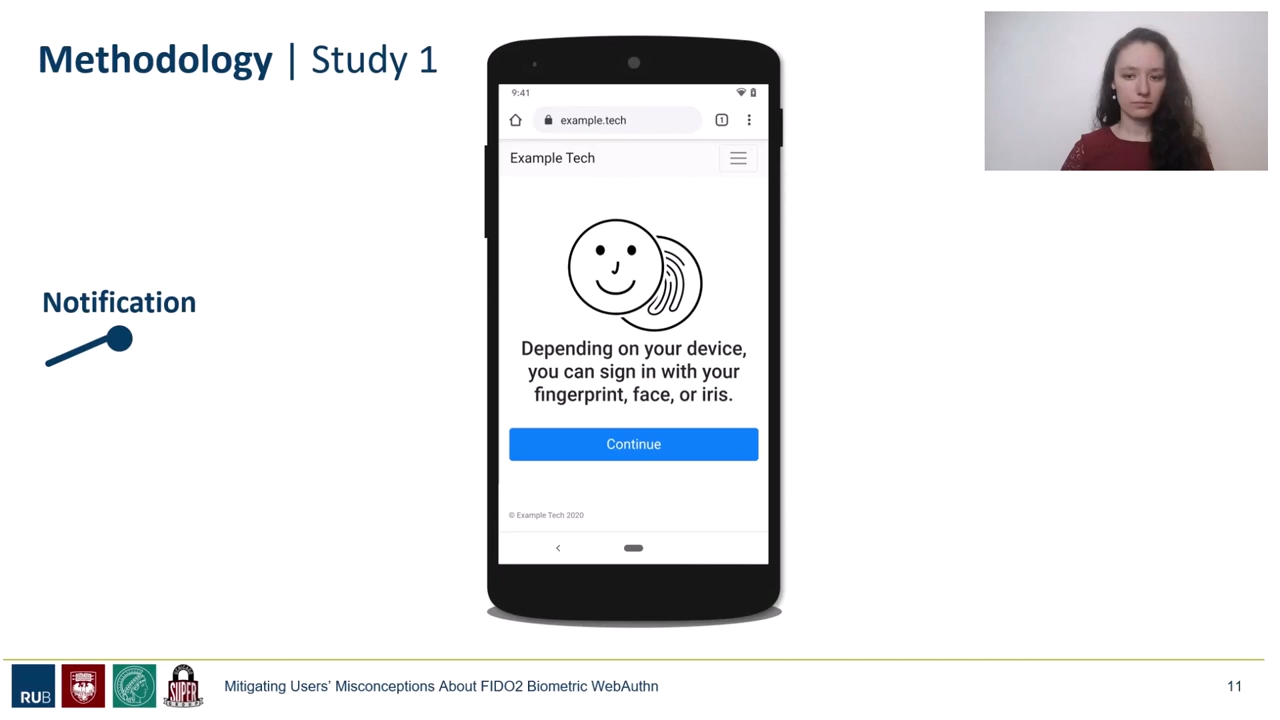 Methodology | Study 1
9:41
example.tech
1
Example Tech
Notification
Depending on your device,
you can sign in with your
fingerprint, face, or iris.
Continue
© Example Tech 2020
RUB
SUPER
Mitigating Users’ Misconceptions About FIDO2 Biometric WebAuthn
11